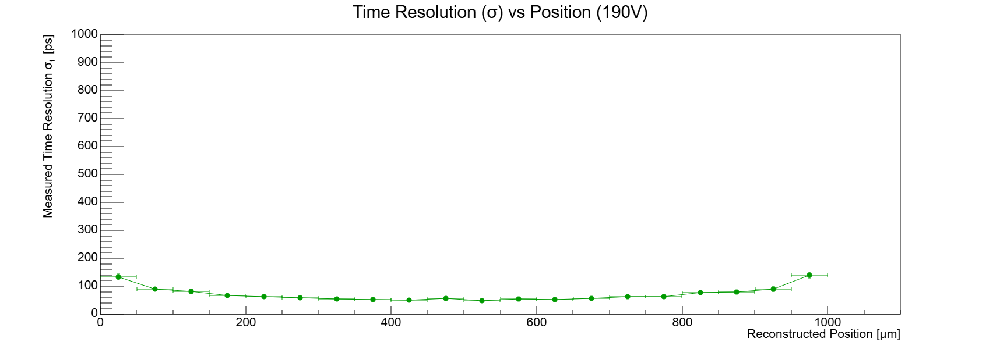 Time Resolution (σ) vs Position (190V)
Measured Time Resolution σt [ps]
1000
900
800
700
600
500
400
300
200
100
0
0 200 400 600 800 1000
Reconstructed Position [μm]